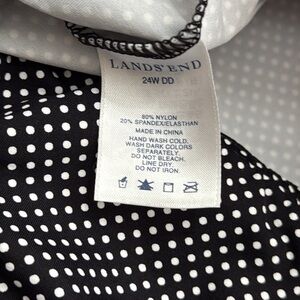 LANDS' END
24W DD
80% NYLON
20% SPANDEX/ELASTHAN
MADE IN CHINA
HAND WASH COLD.
WASH DARK COLORS
SEPARATELY.
DO NOT BLEACH.
LINE DRY.
DO NOT IRON.